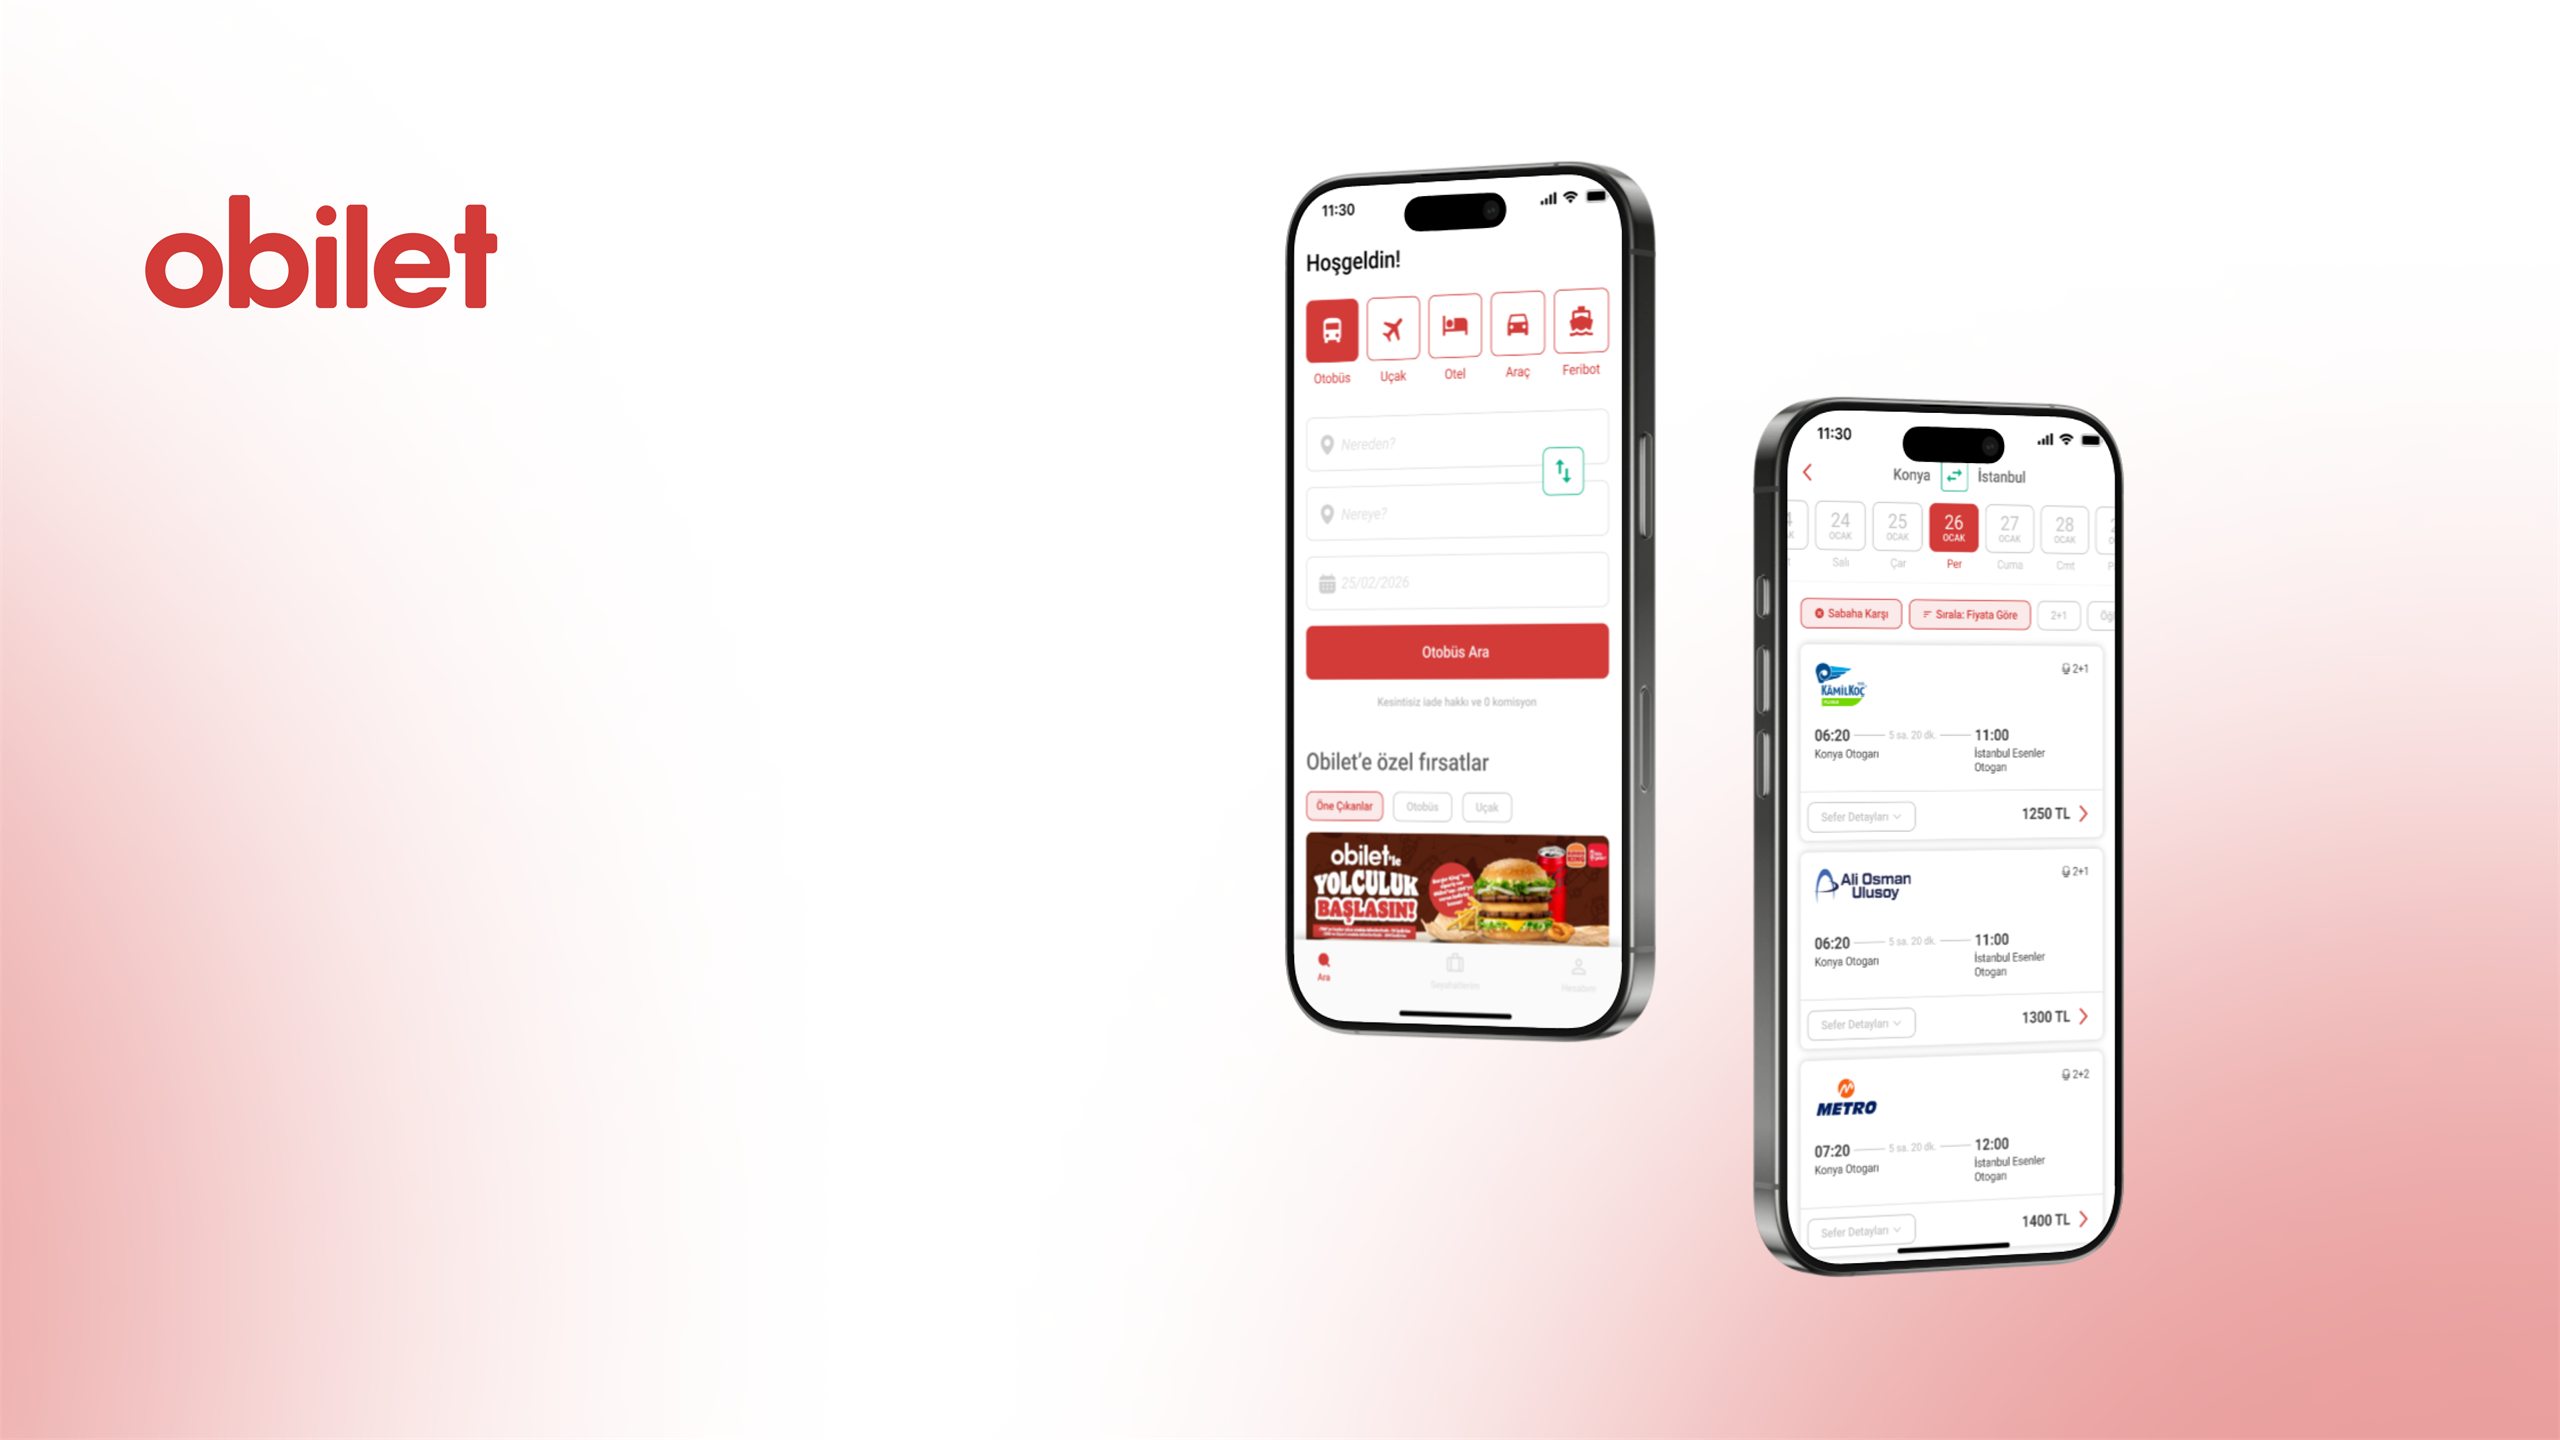 obilet
11:30
Hoşgeldin!
Otobüs Uçak Otel Araç Feribot
Nereden?
Nereye?
25/02/2026
Otobüs Ara
Kesintisiz iade hakkı ve 0 komisyon
Obilet'e özel fırsatlar
Öne Çıkanlar Otobüs Uçak
obilet'le
YOLCULUK
BAŞLASIN!
Ara Seyahatlerim Hesabım
11:30
Konya İstanbul
24 25 26 27 28
OCAK OCAK OCAK OCAK OCAK
Salı Çar Per Cuma Cmt
Sabaha Karşı Sırala: Fiyata Göre 2+1
KÂMİLKOÇ
2+1
06:20 5 sa. 20 dk. 11:00
Konya Otogarı İstanbul Esenler
Otogarı
Sefer Detayları 1250 TL
Ali Osman
Ulusoy
2+1
06:20 5 sa. 20 dk. 11:00
Konya Otogarı İstanbul Esenler
Otogarı
Sefer Detayları 1300 TL
METRO
2+2
07:20 5 sa. 20 dk. 12:00
Konya Otogarı İstanbul Esenler
Otogarı
Sefer Detayları 1400 TL